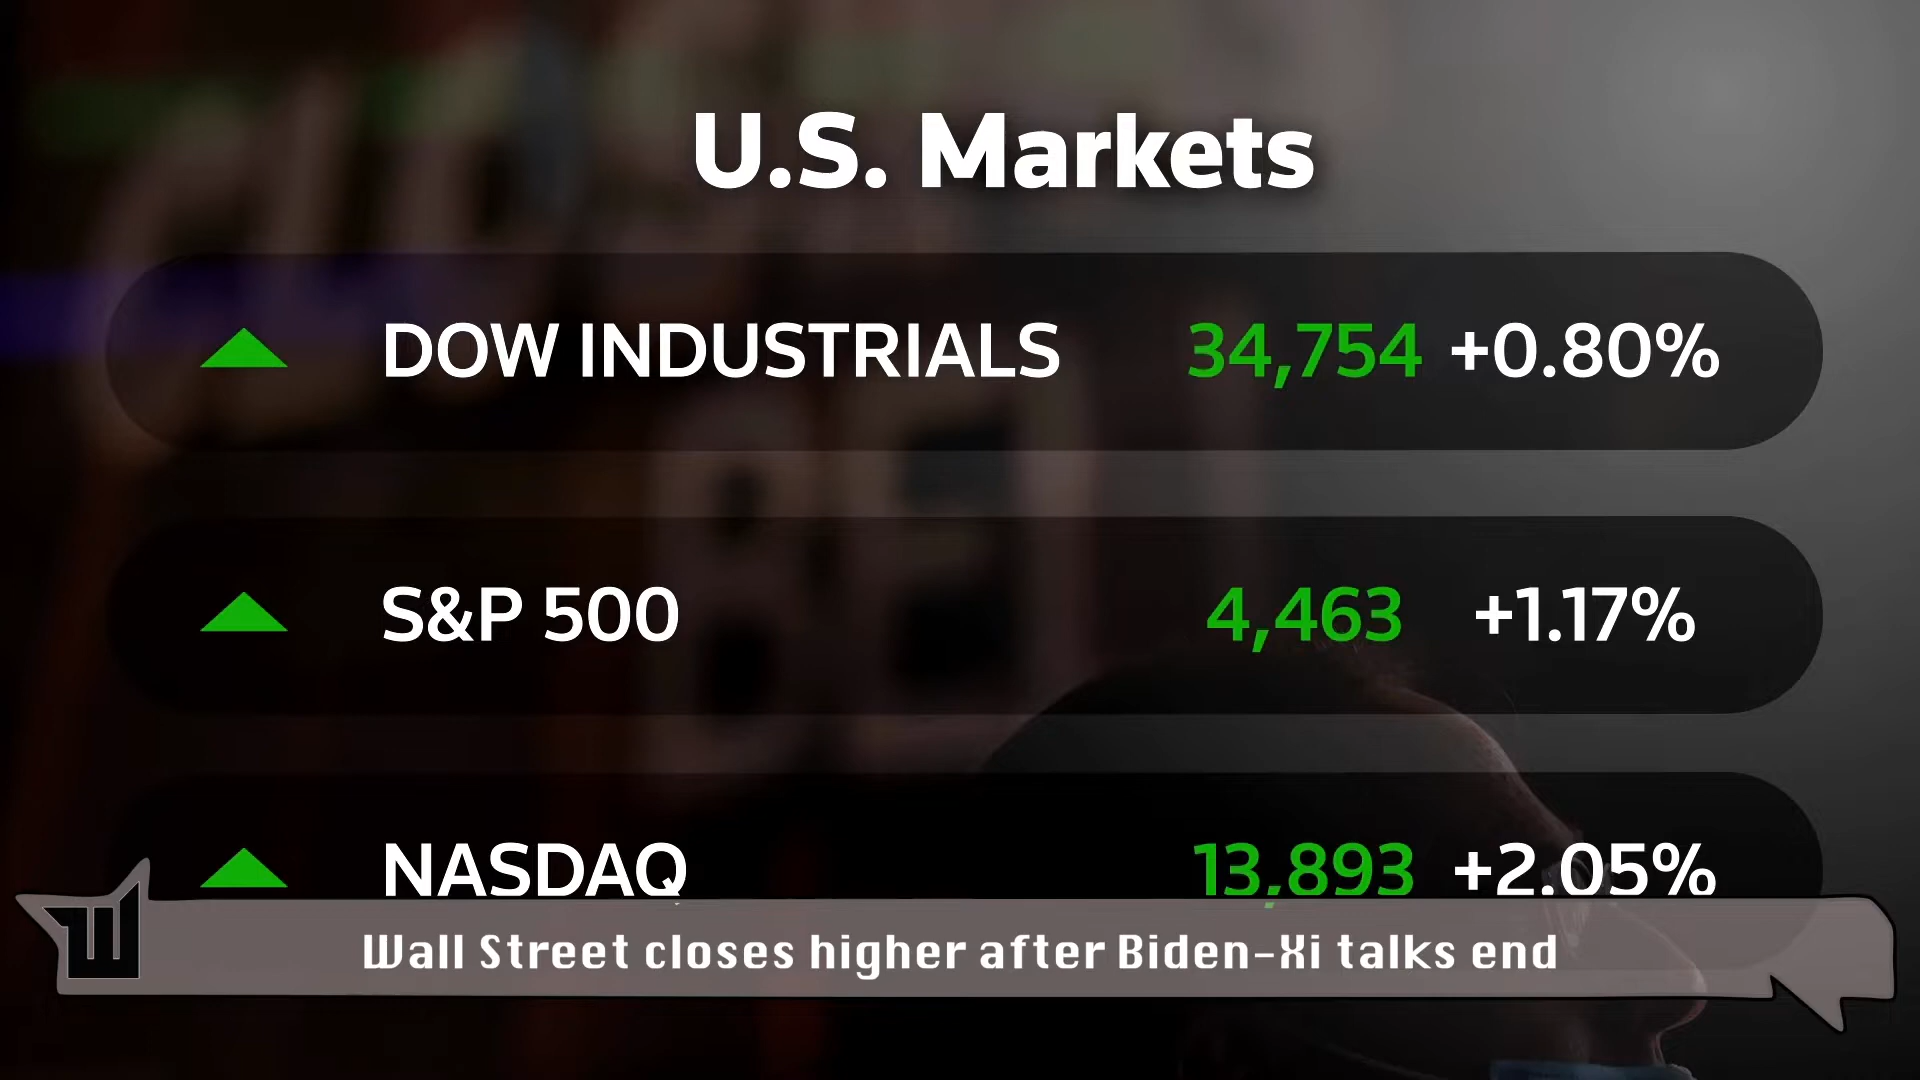 U.S. Markets
DOW INDUSTRIALS 34,754 +0.80%
S&P 500 4,463 +1.17%
NASDAQ 13,893 +2.05%
W
Wall Street closes higher after Biden-Xi talks end